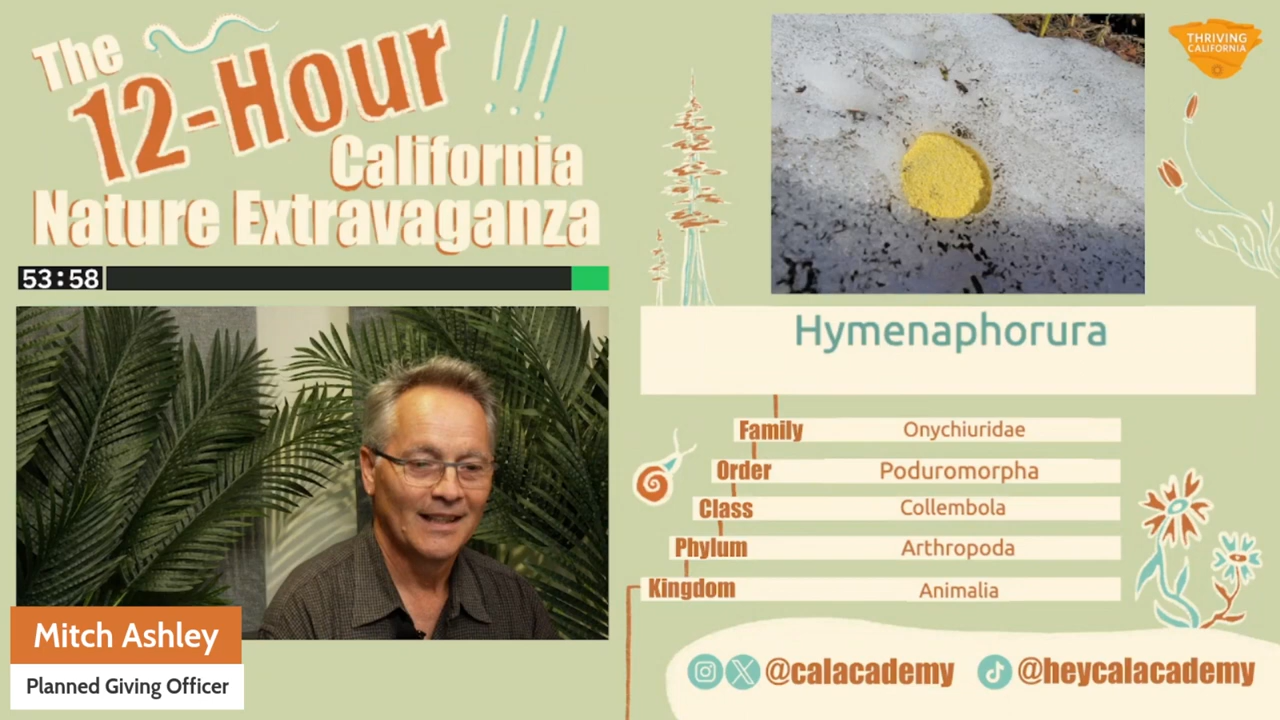 The
12-Hour !!!
California
Nature Extravaganza
53:58
THRIVING
CALIFORNIA
Hymenaphorura
Family Onychiuridae
Order Poduromorpha
Class Collembola
Phylum Arthropoda
Kingdom Animalia
Mitch Ashley
Planned Giving Officer
@calacademy @heycalacademy